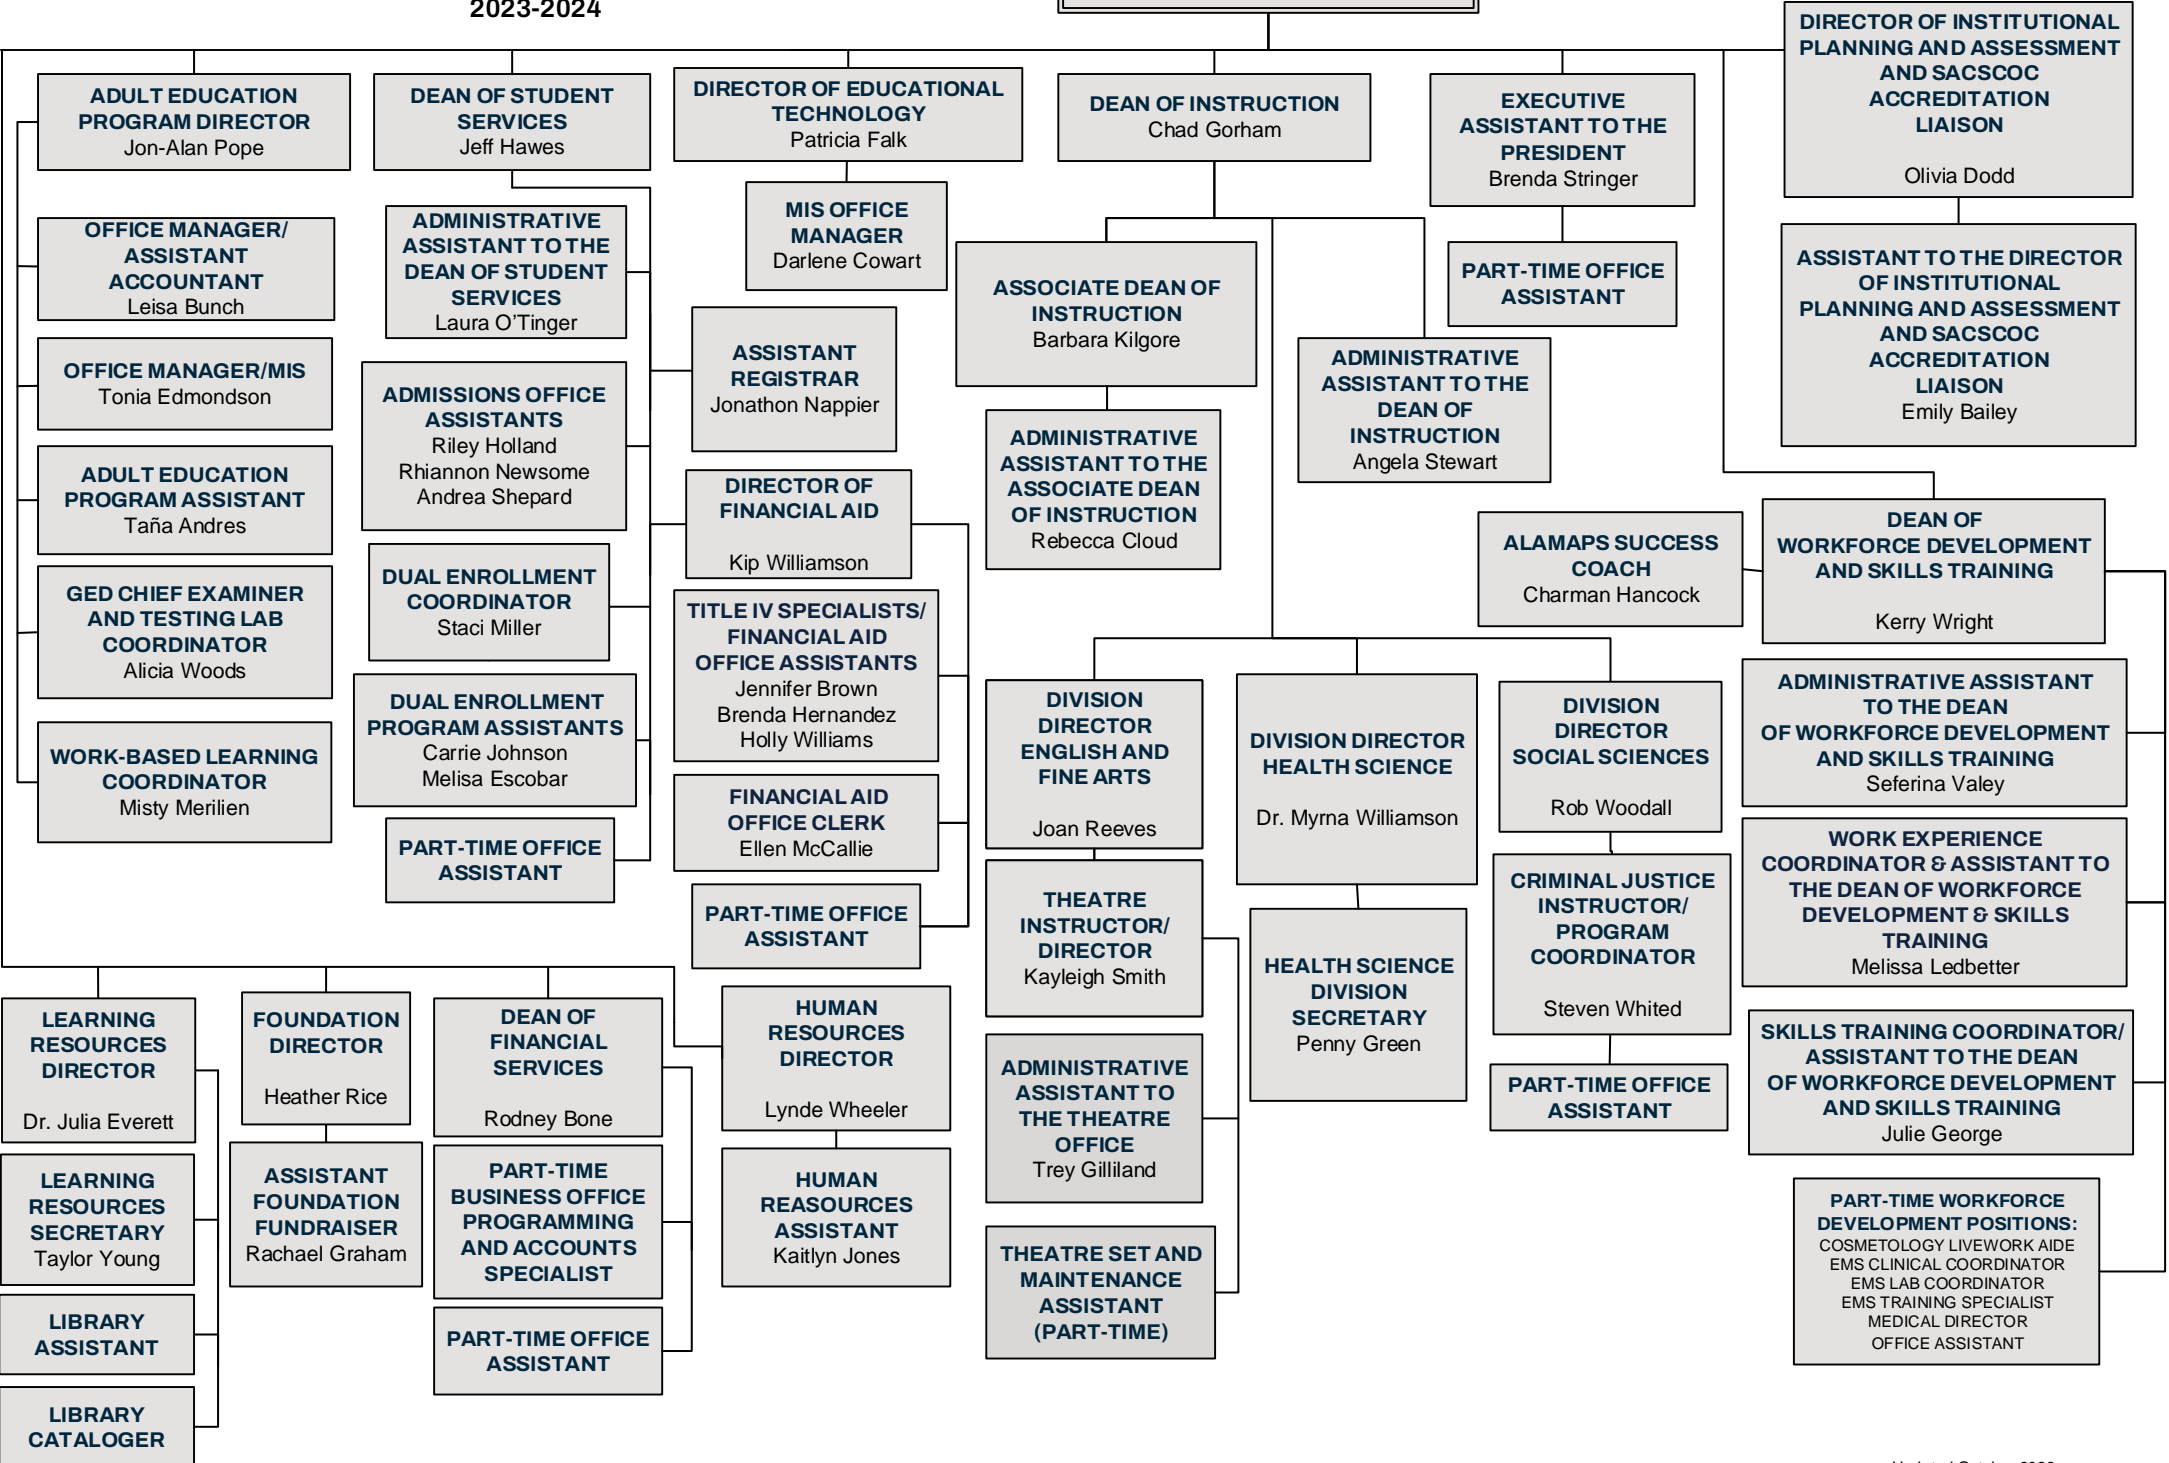 2023-2024
DIRECTOR OF INSTITUTIONAL
PLANNING AND ASSESSMENT
AND SACSCOC
ACCREDITATION
LIAISON
Olivia Dodd
ADULT EDUCATION
PROGRAM DIRECTOR
Jon-Alan Pope
DEAN OF STUDENT
SERVICES
Jeff Hawes
DIRECTOR OF EDUCATIONAL
TECHNOLOGY
Patricia Falk
DEAN OF INSTRUCTION
Chad Gorham
EXECUTIVE
ASSISTANT TO THE
PRESIDENT
Brenda Stringer
OFFICE MANAGER/
ASSISTANT
ACCOUNTANT
Leisa Bunch
OFFICE MANAGER/MIS
Tonia Edmondson
ADULT EDUCATION
PROGRAM ASSISTANT
Taña Andres
GED CHIEF EXAMINER
AND TESTING LAB
COORDINATOR
Alicia Woods
WORK-BASED LEARNING
COORDINATOR
Misty Merilien
ADMINISTRATIVE
ASSISTANT TO THE
DEAN OF STUDENT
SERVICES
Laura O’Tinger
ADMISSIONS OFFICE
ASSISTANTS
Riley Holland
Rhiannon Newsome
Andrea Shepard
DUAL ENROLLMENT
COORDINATOR
Staci Miller
DUAL ENROLLMENT
PROGRAM ASSISTANTS
Carrie Johnson
Melisa Escobar
PART-TIME OFFICE
ASSISTANT
MIS OFFICE
MANAGER
Darlene Cowart
ASSISTANT
REGISTRAR
Jonathon Nappier
DIRECTOR OF
FINANCIAL AID
Kip Williamson
TITLE IV SPECIALISTS/
FINANCIAL AID
OFFICE ASSISTANTS
Jennifer Brown
Brenda Hernandez
Holly Williams
FINANCIAL AID
OFFICE CLERK
Ellen McCallie
PART-TIME OFFICE
ASSISTANT
ASSOCIATE DEAN OF
INSTRUCTION
Barbara Kilgore
ADMINISTRATIVE
ASSISTANT TO THE
ASSOCIATE DEAN
OF INSTRUCTION
Rebecca Cloud
ADMINISTRATIVE
ASSISTANT TO THE
DEAN OF
INSTRUCTION
Angela Stewart
PART-TIME OFFICE
ASSISTANT
ASSISTANT TO THE DIRECTOR
OF INSTITUTIONAL
PLANNING AND ASSESSMENT
AND SACSCOC
ACCREDITATION
LIAISON
Emily Bailey
ALAMAPS SUCCESS
COACH
Charman Hancock
DEAN OF
WORKFORCE DEVELOPMENT
AND SKILLS TRAINING
Kerry Wright
ADMINISTRATIVE ASSISTANT
TO THE DEAN
OF WORKFORCE DEVELOPMENT
AND SKILLS TRAINING
Seferina Valey
WORK EXPERIENCE
COORDINATOR & ASSISTANT TO
THE DEAN OF WORKFORCE
DEVELOPMENT & SKILLS
TRAINING
Melissa Ledbetter
SKILLS TRAINING COORDINATOR/
ASSISTANT TO THE DEAN
OF WORKFORCE DEVELOPMENT
AND SKILLS TRAINING
Julie George
PART-TIME WORKFORCE
DEVELOPMENT POSITIONS:
COSMETOLOGY LIVEWORK AIDE
EMS CLINICAL COORDINATOR
EMS LAB COORDINATOR
EMS TRAINING SPECIALIST
MEDICAL DIRECTOR
OFFICE ASSISTANT
DIVISION
DIRECTOR
ENGLISH AND
FINE ARTS
Joan Reeves
THEATRE
INSTRUCTOR/
DIRECTOR
Kayleigh Smith
ADMINISTRATIVE
ASSISTANT TO
THE THEATRE
OFFICE
Trey Gilliland
THEATRE SET AND
MAINTENANCE
ASSISTANT
(PART-TIME)
DIVISION DIRECTOR
HEALTH SCIENCE
Dr. Myrna Williamson
HEALTH SCIENCE
DIVISION
SECRETARY
Penny Green
DIVISION
DIRECTOR
SOCIAL SCIENCES
Rob Woodall
CRIMINAL JUSTICE
INSTRUCTOR/
PROGRAM
COORDINATOR
Steven Whited
PART-TIME OFFICE
ASSISTANT
LEARNING
RESOURCES
DIRECTOR
Dr. Julia Everett
LEARNING
RESOURCES
SECRETARY
Taylor Young
LIBRARY
ASSISTANT
LIBRARY
CATALOGER
FOUNDATION
DIRECTOR
Heather Rice
ASSISTANT
FOUNDATION
FUNDRAISER
Rachael Graham
DEAN OF
FINANCIAL
SERVICES
Rodney Bone
PART-TIME
BUSINESS OFFICE
PROGRAMMING
AND ACCOUNTS
SPECIALIST
PART-TIME OFFICE
ASSISTANT
HUMAN
RESOURCES
DIRECTOR
Lynde Wheeler
HUMAN
REASOURCES
ASSISTANT
Kaitlyn Jones